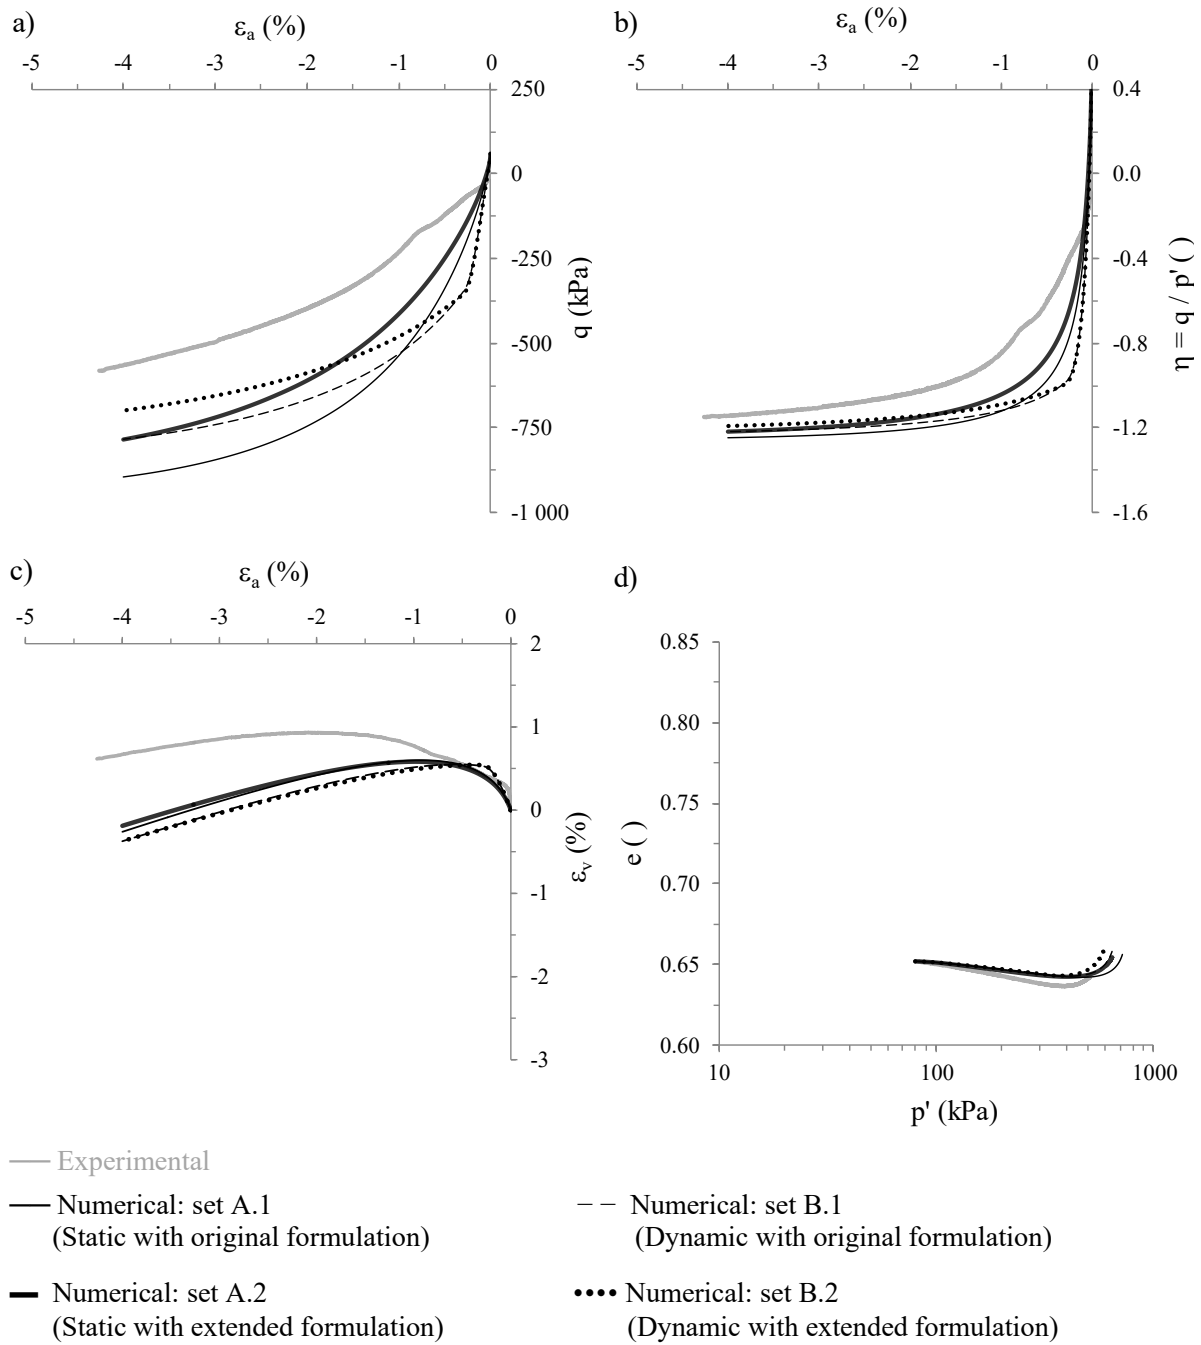 a)
εa (%)
-5 -4 -3 -2 -1 0
250
0
-250
-500
-750
-1 000
q (kPa)
b)
εa (%)
-5 -4 -3 -2 -1 0
0.4
0.0
-0.4
-0.8
-1.2
-1.6
η = q / p' ( )
c)
εa (%)
-5 -4 -3 -2 -1 0
2
1
0
-1
-2
-3
εv (%)
d)
0.85
0.80
0.75
0.70
0.65
0.60
e ( )
10 100 1000
p' (kPa)
Experimental
Numerical: set A.1
(Static with original formulation)
Numerical: set B.1
(Dynamic with original formulation)
Numerical: set A.2
(Static with extended formulation)
Numerical: set B.2
(Dynamic with extended formulation)